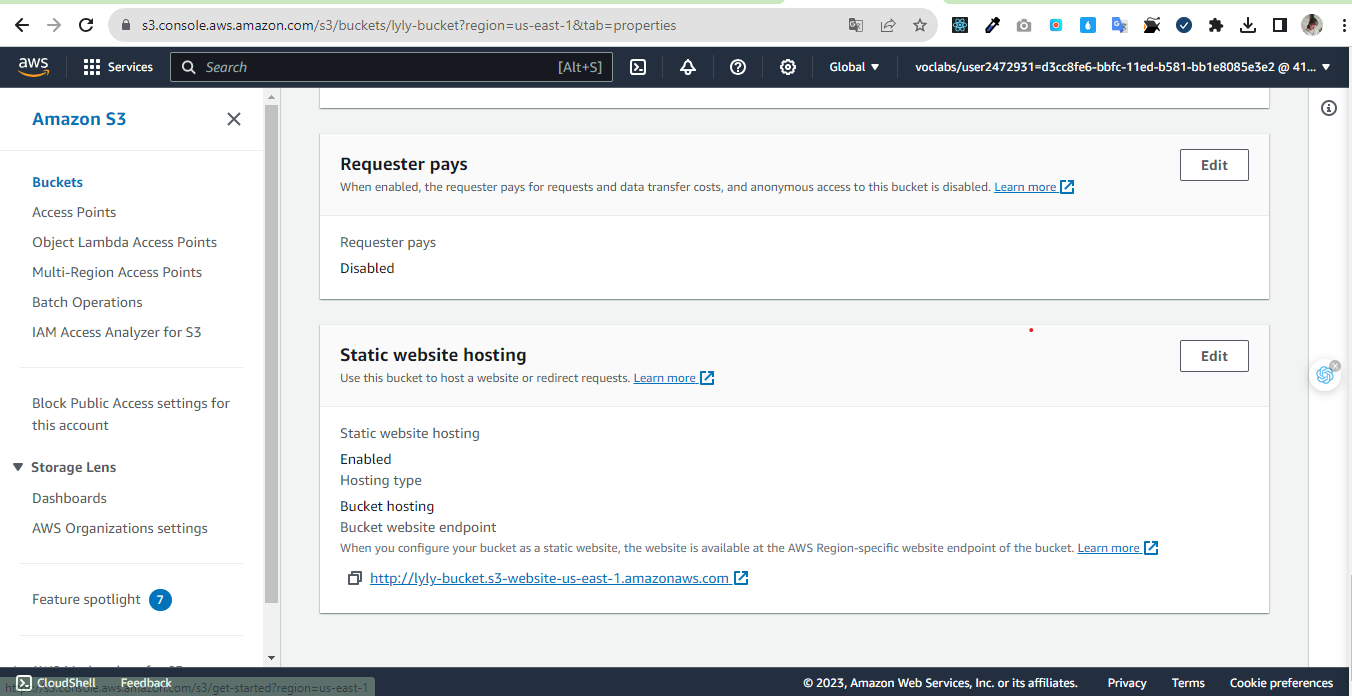 s3.console.aws.amazon.com/s3/buckets/lyly-bucket?region=us-east-1&tab=properties
aws
Services
Search
[Alt+S]
Global
voclabs/user2472931=d3cc8fe6-bbfc-11ed-b581-bb1e8085e3e2 @ 41...
Amazon S3
Buckets
Access Points
Object Lambda Access Points
Multi-Region Access Points
Batch Operations
IAM Access Analyzer for S3
Block Public Access settings for
this account
Storage Lens
Dashboards
AWS Organizations settings
Feature spotlight 7
Requester pays
Edit
When enabled, the requester pays for requests and data transfer costs, and anonymous access to this bucket is disabled. Learn more
Requester pays
Disabled
Static website hosting
Edit
Use this bucket to host a website or redirect requests. Learn more
Static website hosting
Enabled
Hosting type
Bucket hosting
Bucket website endpoint
When you configure your bucket as a static website, the website is available at the AWS Region-specific website endpoint of the bucket. Learn more
http://lyly-bucket.s3-website-us-east-1.amazonaws.com
CloudShell
Feedback
https://s3.console.aws.amazon.com/s3/get-started?region=us-east-1
© 2023, Amazon Web Services, Inc. or its affiliates.
Privacy
Terms
Cookie preferences